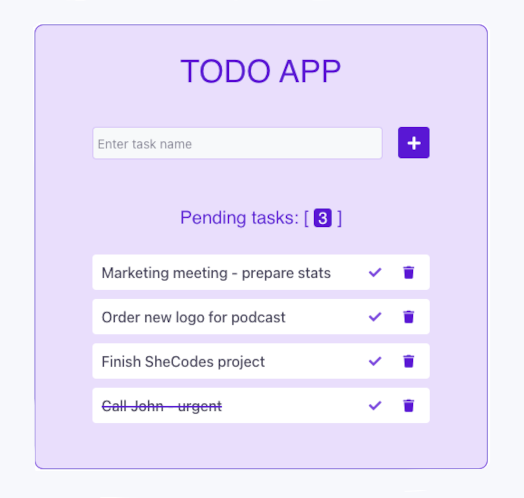 TODO APP
Enter task name
Pending tasks: [ 3 ]
Marketing meeting - prepare stats
Order new logo for podcast
Finish SheCodes project
Call John - urgent